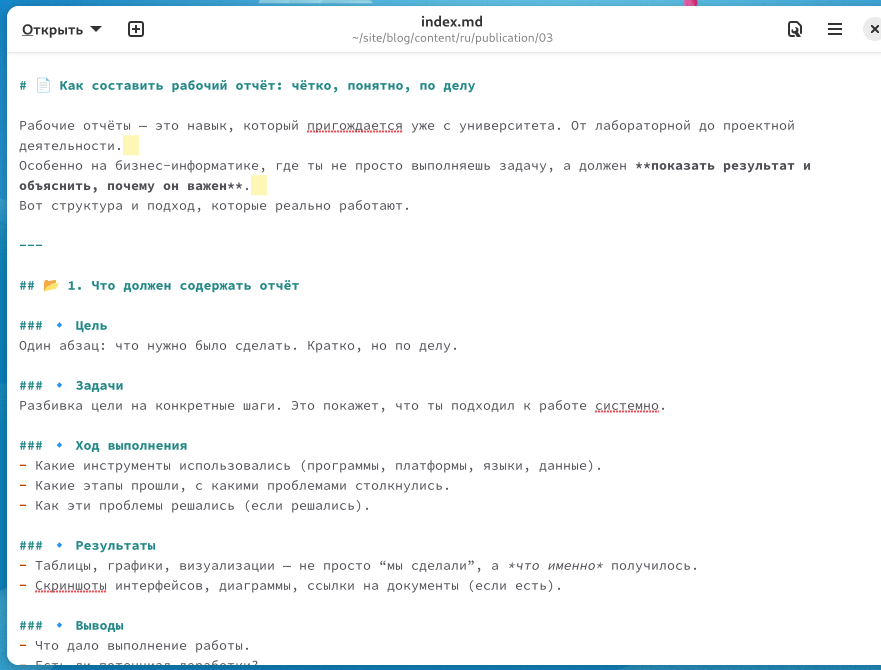 Открыть
index.md
~/site/blog/content/ru/publication/03
# 📄 Как составить рабочий отчёт: чётко, понятно, по делу
Рабочие отчёты — это навык, который пригождается уже с университета. От лабораторной до проектной
деятельности.
Особенно на бизнес-информатике, где ты не просто выполняешь задачу, а должен **показать результат и
объяснить, почему он важен**.
Вот структура и подход, которые реально работают.
---
## 📂 1. Что должен содержать отчёт
### 🔹 Цель
Один абзац: что нужно было сделать. Кратко, но по делу.
### 🔹 Задачи
Разбивка цели на конкретные шаги. Это покажет, что ты подходил к работе системно.
### 🔹 Ход выполнения
- Какие инструменты использовались (программы, платформы, языки, данные).
- Какие этапы прошли, с какими проблемами столкнулись.
- Как эти проблемы решались (если решались).
### 🔹 Результаты
- Таблицы, графики, визуализации — не просто “мы сделали”, а *что именно* получилось.
- Скриншоты интерфейсов, диаграммы, ссылки на документы (если есть).
### 🔹 Выводы
- Что дало выполнение работы.
- Есть ли потенциал доработки?